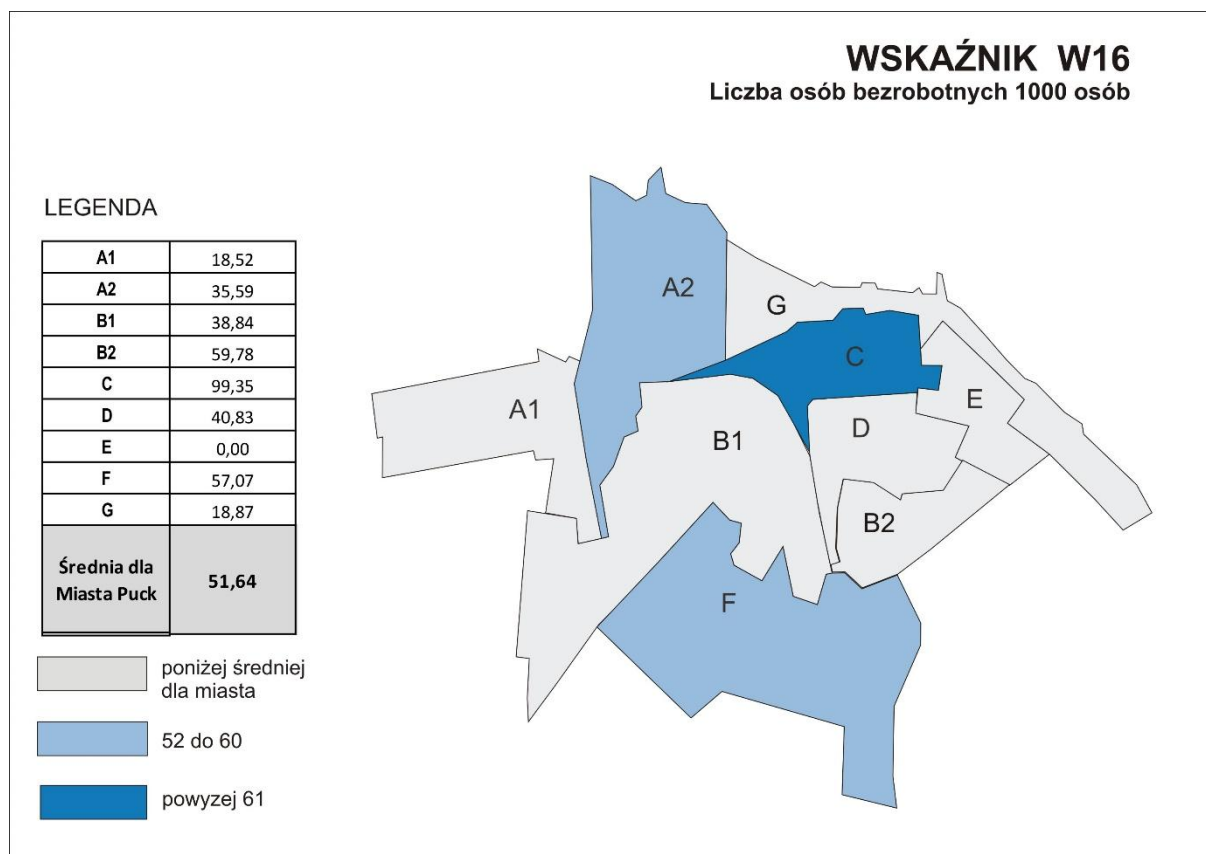 WSKAŹNIK W16
Liczba osób bezrobotnych 1000 osób
LEGENDA
A1 18,52
A2 35,59
B1 38,84
B2 59,78
C 99,35
D 40,83
E 0,00
F 57,07
G 18,87
Średnia dla
Miasta Puck
51,64
poniżej średniej
dla miasta
52 do 60
powyzej 61
A2
G
C
A1
E
B1
D
B2
F